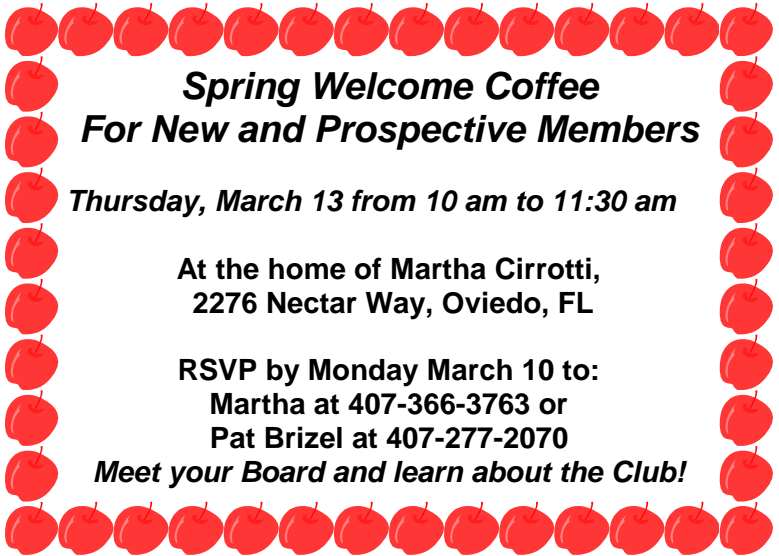 Spring Welcome Coffee
For New and Prospective Members
Thursday, March 13 from 10 am to 11:30 am
At the home of Martha Cirrotti,
2276 Nectar Way, Oviedo, FL
RSVP by Monday March 10 to:
Martha at 407-366-3763 or
Pat Brizel at 407-277-2070
Meet your Board and learn about the Club!